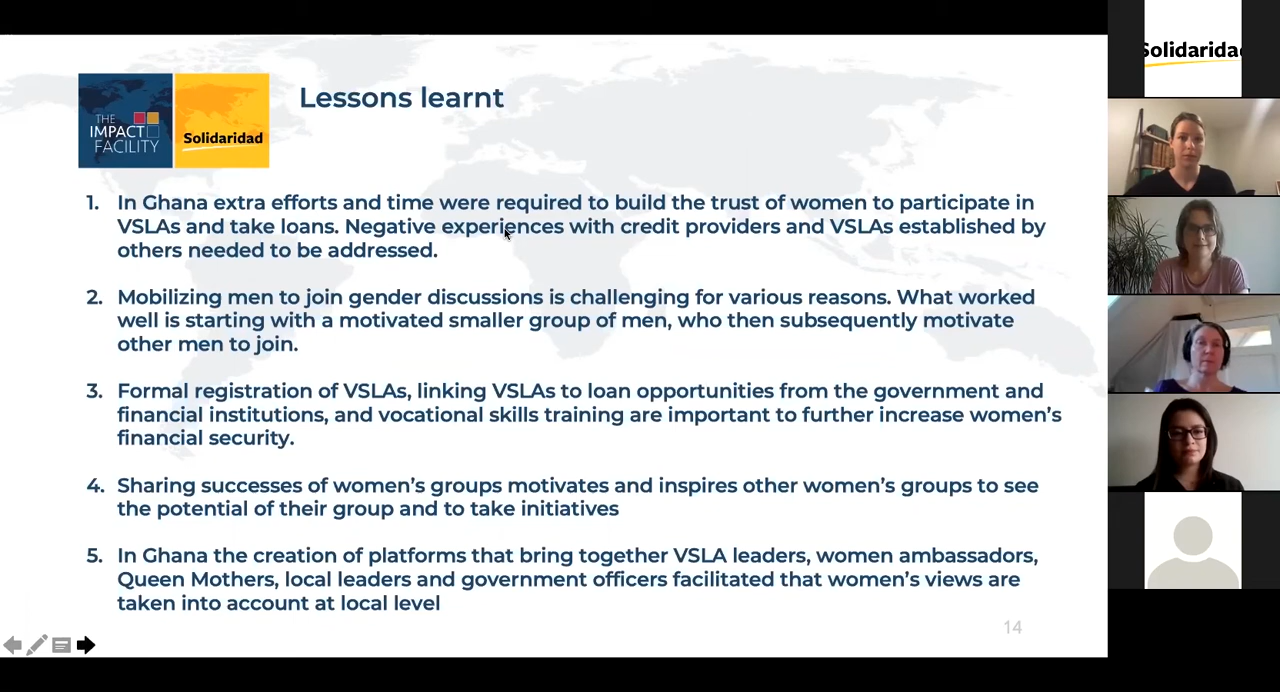 THE
IMPACT
FACILITY
Solidaridad
Lessons learnt
1. In Ghana extra efforts and time were required to build the trust of women to participate in
VSLAs and take loans. Negative experiences with credit providers and VSLAs established by
others needed to be addressed.
2. Mobilizing men to join gender discussions is challenging for various reasons. What worked
well is starting with a motivated smaller group of men, who then subsequently motivate
other men to join.
3. Formal registration of VSLAs, linking VSLAs to loan opportunities from the government and
financial institutions, and vocational skills training are important to further increase women’s
financial security.
4. Sharing successes of women’s groups motivates and inspires other women’s groups to see
the potential of their group and to take initiatives
5. In Ghana the creation of platforms that bring together VSLA leaders, women ambassadors,
Queen Mothers, local leaders and government officers facilitated that women’s views are
taken into account at local level
14
Solidaridad